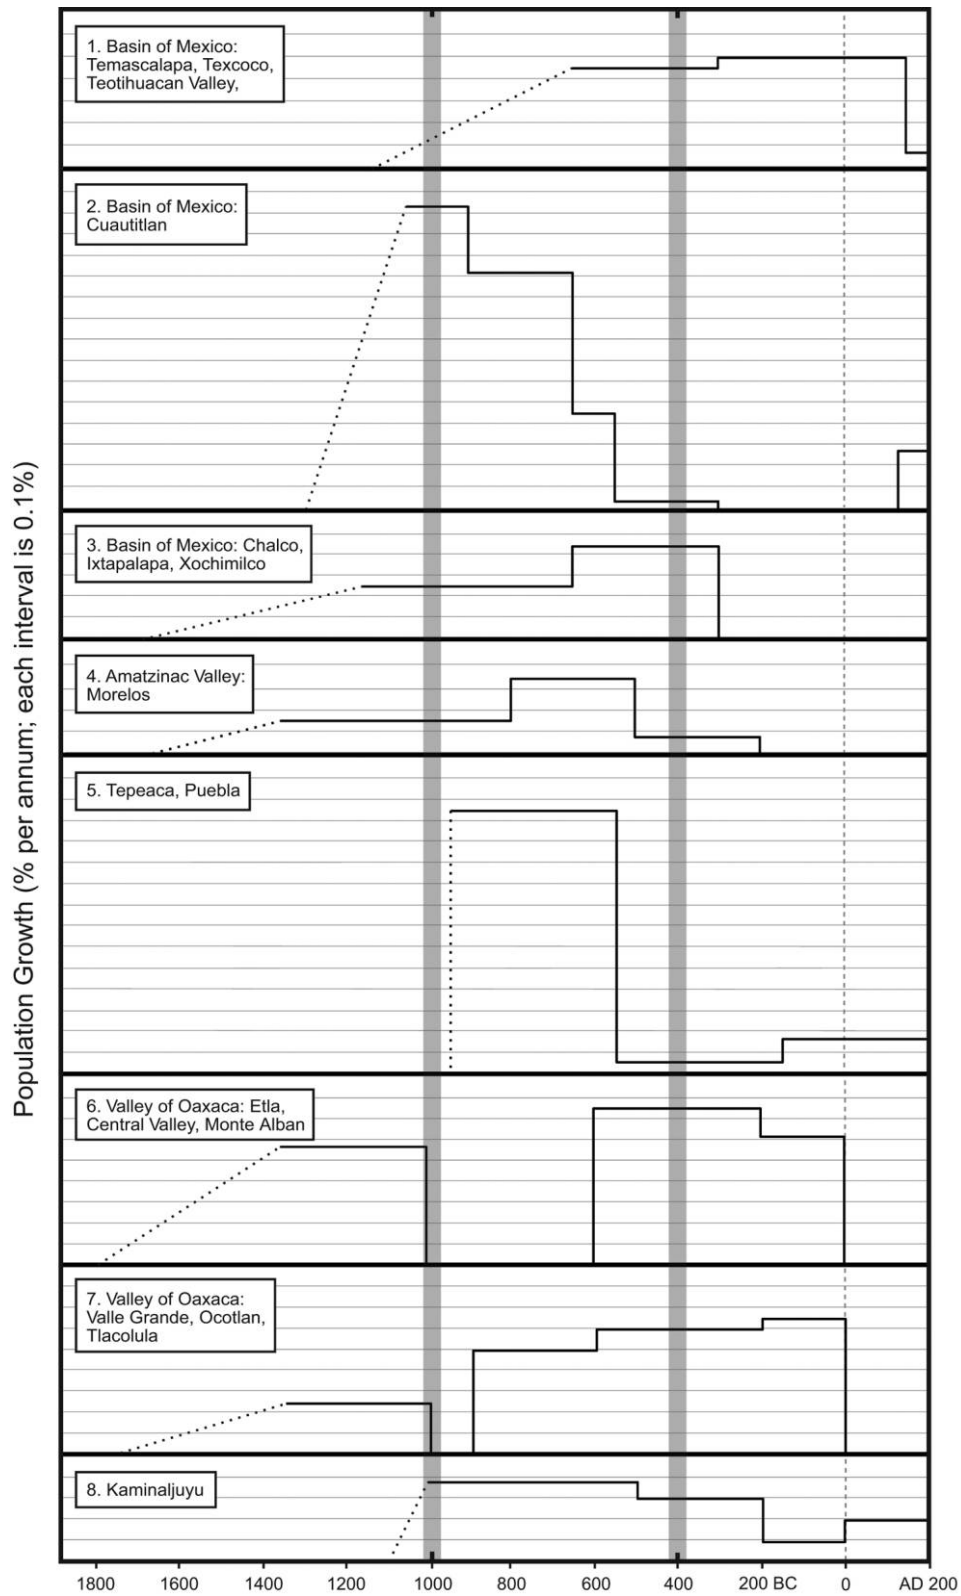 Population Growth (% per annum; each interval is 0.1%)
1. Basin of Mexico:
Temascalapa, Texcoco,
Teotihuacan Valley,
2. Basin of Mexico:
Cuautitlan
3. Basin of Mexico: Chalco,
Ixtapalapa, Xochimilco
4. Amatzinac Valley:
Morelos
5. Tepeaca, Puebla
6. Valley of Oaxaca: Etla,
Central Valley, Monte Alban
7. Valley of Oaxaca:
Valle Grande, Ocotlan,
Tlacolula
8. Kaminaljuyu
1800 1600 1400 1200 1000 800 600 400 200 BC 0 AD 200